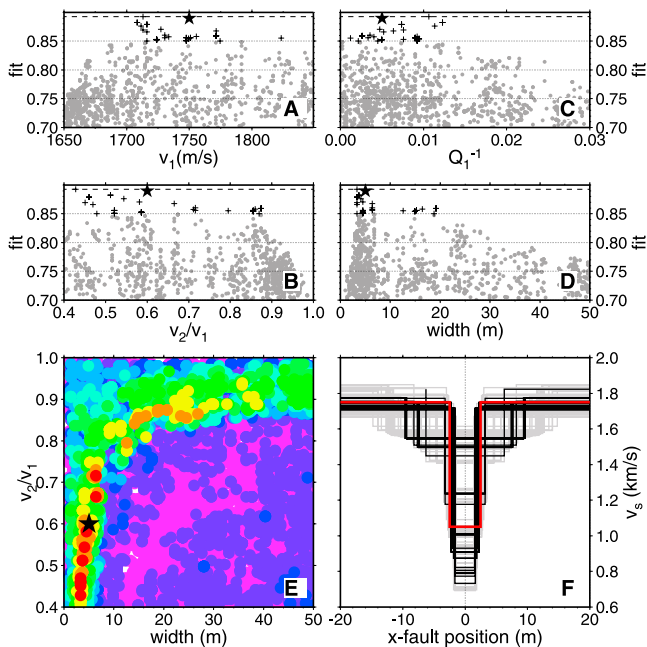 fit
0.85
0.80
0.75
0.70
A
1650 1700 1750 1800
v1(m/s)
C
fit
0.85
0.80
0.75
0.70
0.00 0.01 0.02 0.03
Q1-1
fit
0.85
0.80
0.75
0.70
B
0.4 0.5 0.6 0.7 0.8 0.9 1.0
v2/v1
D
fit
0.85
0.80
0.75
0.70
0 10 20 30 40 50
width (m)
v2/v1
1.0
0.9
0.8
0.7
0.6
0.5
0.4
E
0 10 20 30 40 50
width (m)
F
2.0
1.8
1.6
1.4
1.2
1.0
0.8
0.6
vs (km/s)
-20 -10 0 10 20
x-fault position (m)